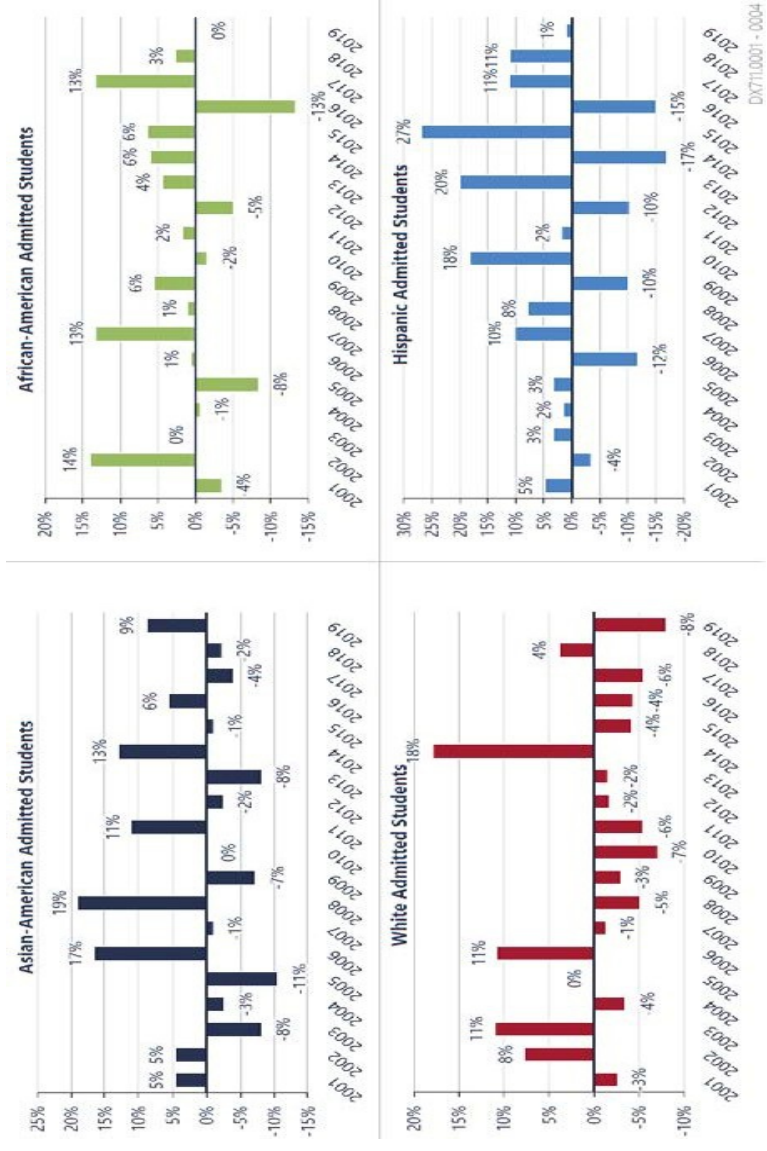 Asian-American Admitted Students
25%
20%
15%
10%
5%
0%
-5%
-10%
-15%
5% 5% -8% -3% -11% 17% -1% 19% -7% 0% 11% -2% -8% 13% -1% 6% -4% -2% 9%
2001 2002 2003 2004 2005 2006 2007 2008 2009 2010 2011 2012 2013 2014 2015 2016 2017 2018 2019
African-American Admitted Students
20%
15%
10%
5%
0%
-5%
-10%
-15%
-4% 14% 0% -1% -8% 1% 13% 1% 6% -2% 2% -5% 4% 6% 6% -13% 13% 3% 0%
2001 2002 2003 2004 2005 2006 2007 2008 2009 2010 2011 2012 2013 2014 2015 2016 2017 2018 2019
White Admitted Students
20%
15%
10%
5%
0%
-5%
-10%
-3% 8% 11% -4% 0% 11% -1% -5% -3% -7% -6% -2% -2% 18% -4% -4% -6% 4% -8%
2001 2002 2003 2004 2005 2006 2007 2008 2009 2010 2011 2012 2013 2014 2015 2016 2017 2018 2019
Hispanic Admitted Students
30%
25%
20%
15%
10%
5%
0%
-5%
-10%
-15%
-20%
5% -4% 3% 2% 3% -12% 10% 8% -10% 18% 2% -10% 20% -17% 27% -15% 11% 11% 1%
2001 2002 2003 2004 2005 2006 2007 2008 2009 2010 2011 2012 2013 2014 2015 2016 2017 2018 2019
DX711.0001 - 0004